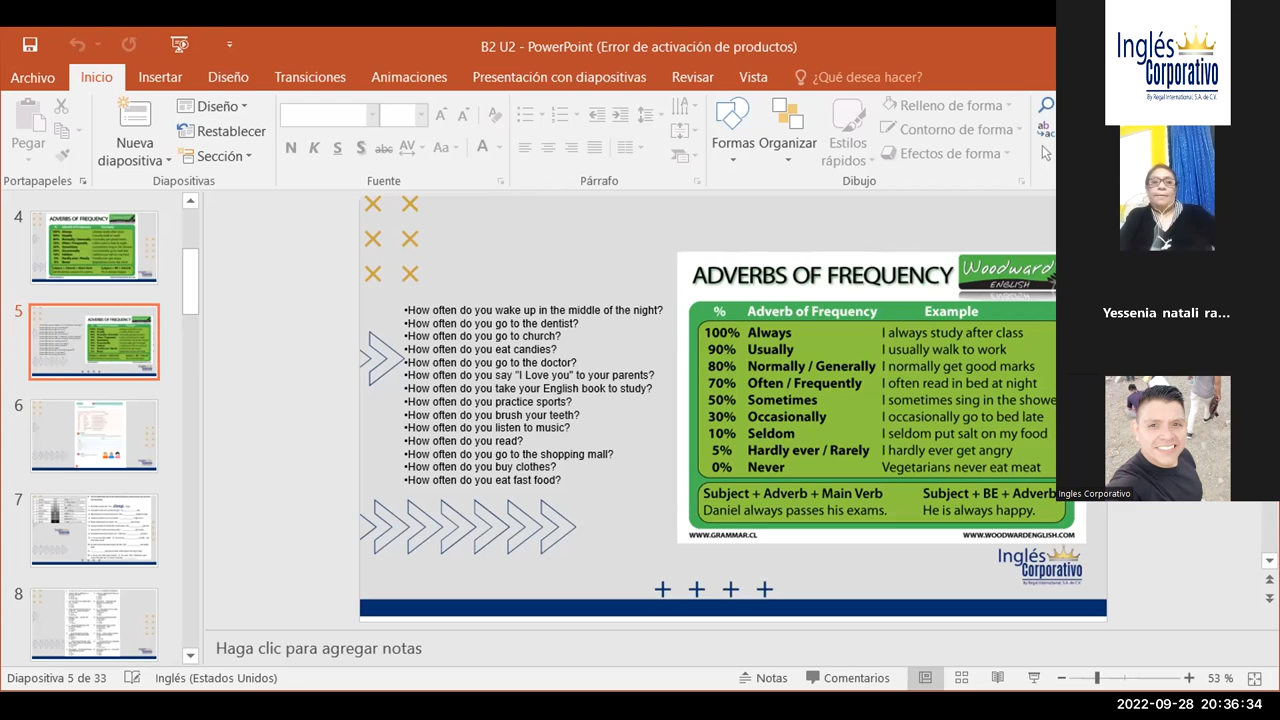 B2 U2 - PowerPoint (Error de activación de productos)
Archivo Inicio Insertar Diseño Transiciones Animaciones Presentación con diapositivas Revisar Vista ¿Qué desea hacer?
Pegar
Nueva diapositiva
Diseño
Restablecer
Sección
N K S S abc AV Aa A
Formas
Organizar
Estilos rápidos
Relleno de forma
Contorno de forma
Efectos de forma
Portapapeles Diapositivas Fuente Párrafo Dibujo
4
5
6
7
8
•How often do you wake up in the middle of the night?
•How often do you go to the dentist?
•How often do you go to church?
•How often do you eat candies?
•How often do you go to the doctor?
•How often do you say "I Love you" to your parents?
•How often do you take your English book to study?
•How often do you practice sports?
•How often do you brush your teeth?
•How often do you listen to music?
•How often do you read?
•How often do you go to the shopping mall?
•How often do you buy clothes?
•How often do you eat fast food?
ADVERBS OF FREQUENCY
Woodward
ENGLISH
% Adverb of Frequency Example
100% Always I always study after class
90% Usually I usually walk to work
80% Normally / Generally I normally get good marks
70% Often / Frequently I often read in bed at night
50% Sometimes I sometimes sing in the showe
30% Occasionally I occasionally go to bed late
10% Seldom I seldom put salt on my food
5% Hardly ever / Rarely I hardly ever get angry
0% Never Vegetarians never eat meat
Subject + Adverb + Main Verb Subject + BE + Adverb
Daniel always passes his exams. He is always happy.
WWW.GRAMMAR.CL WWW.WOODWARDENGLISH.COM
Inglés
Corporativo
Haga clic para agregar notas
Diapositiva 5 de 33 Inglés (Estados Unidos) Notas Comentarios 53 %
Inglés
Corporativo
By Regal International, S.A. de C.V.
Yessenia natali ra...
Ingles Corporativo
2022-09-28 20:36:34